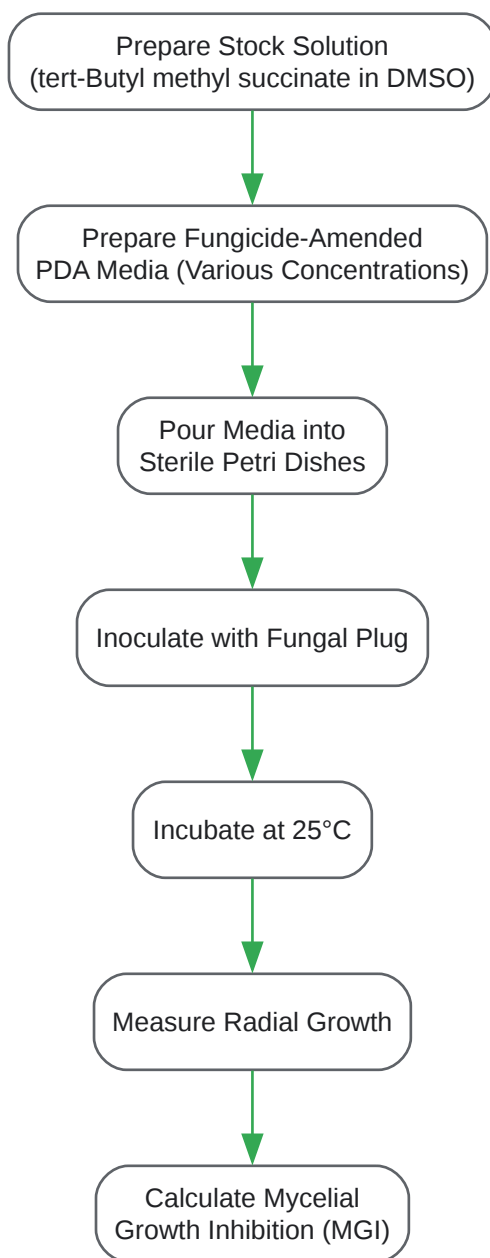 Prepare Stock Solution
(tert-Butyl methyl succinate in DMSO)
Prepare Fungicide-Amended
PDA Media (Various Concentrations)
Pour Media into
Sterile Petri Dishes
Inoculate with Fungal Plug
Incubate at 25°C
Measure Radial Growth
Calculate Mycelial
Growth Inhibition (MGI)